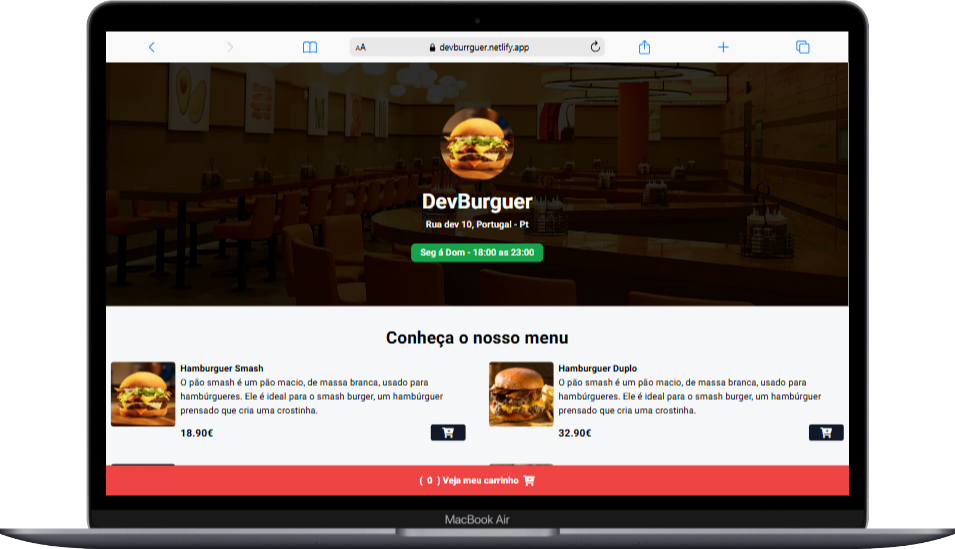 AA devburrguer.netlify.app
DevBurguer
Rua dev 10, Portugal - Pt
Seg á Dom - 18:00 as 23:00
Conheça o nosso menu
Hamburguer Smash
O pão smash é um pão macio, de massa branca, usado para
hambúrgueres. Ele é ideal para o smash burger, um hambúrguer
prensado que cria uma crostinha.
18.90€
Hamburguer Duplo
O pão smash é um pão macio, de massa branca, usado para
hambúrgueres. Ele é ideal para o smash burger, um hambúrguer
prensado que cria uma crostinha.
32.90€
( 0 ) Veja meu carrinho
MacBook Air